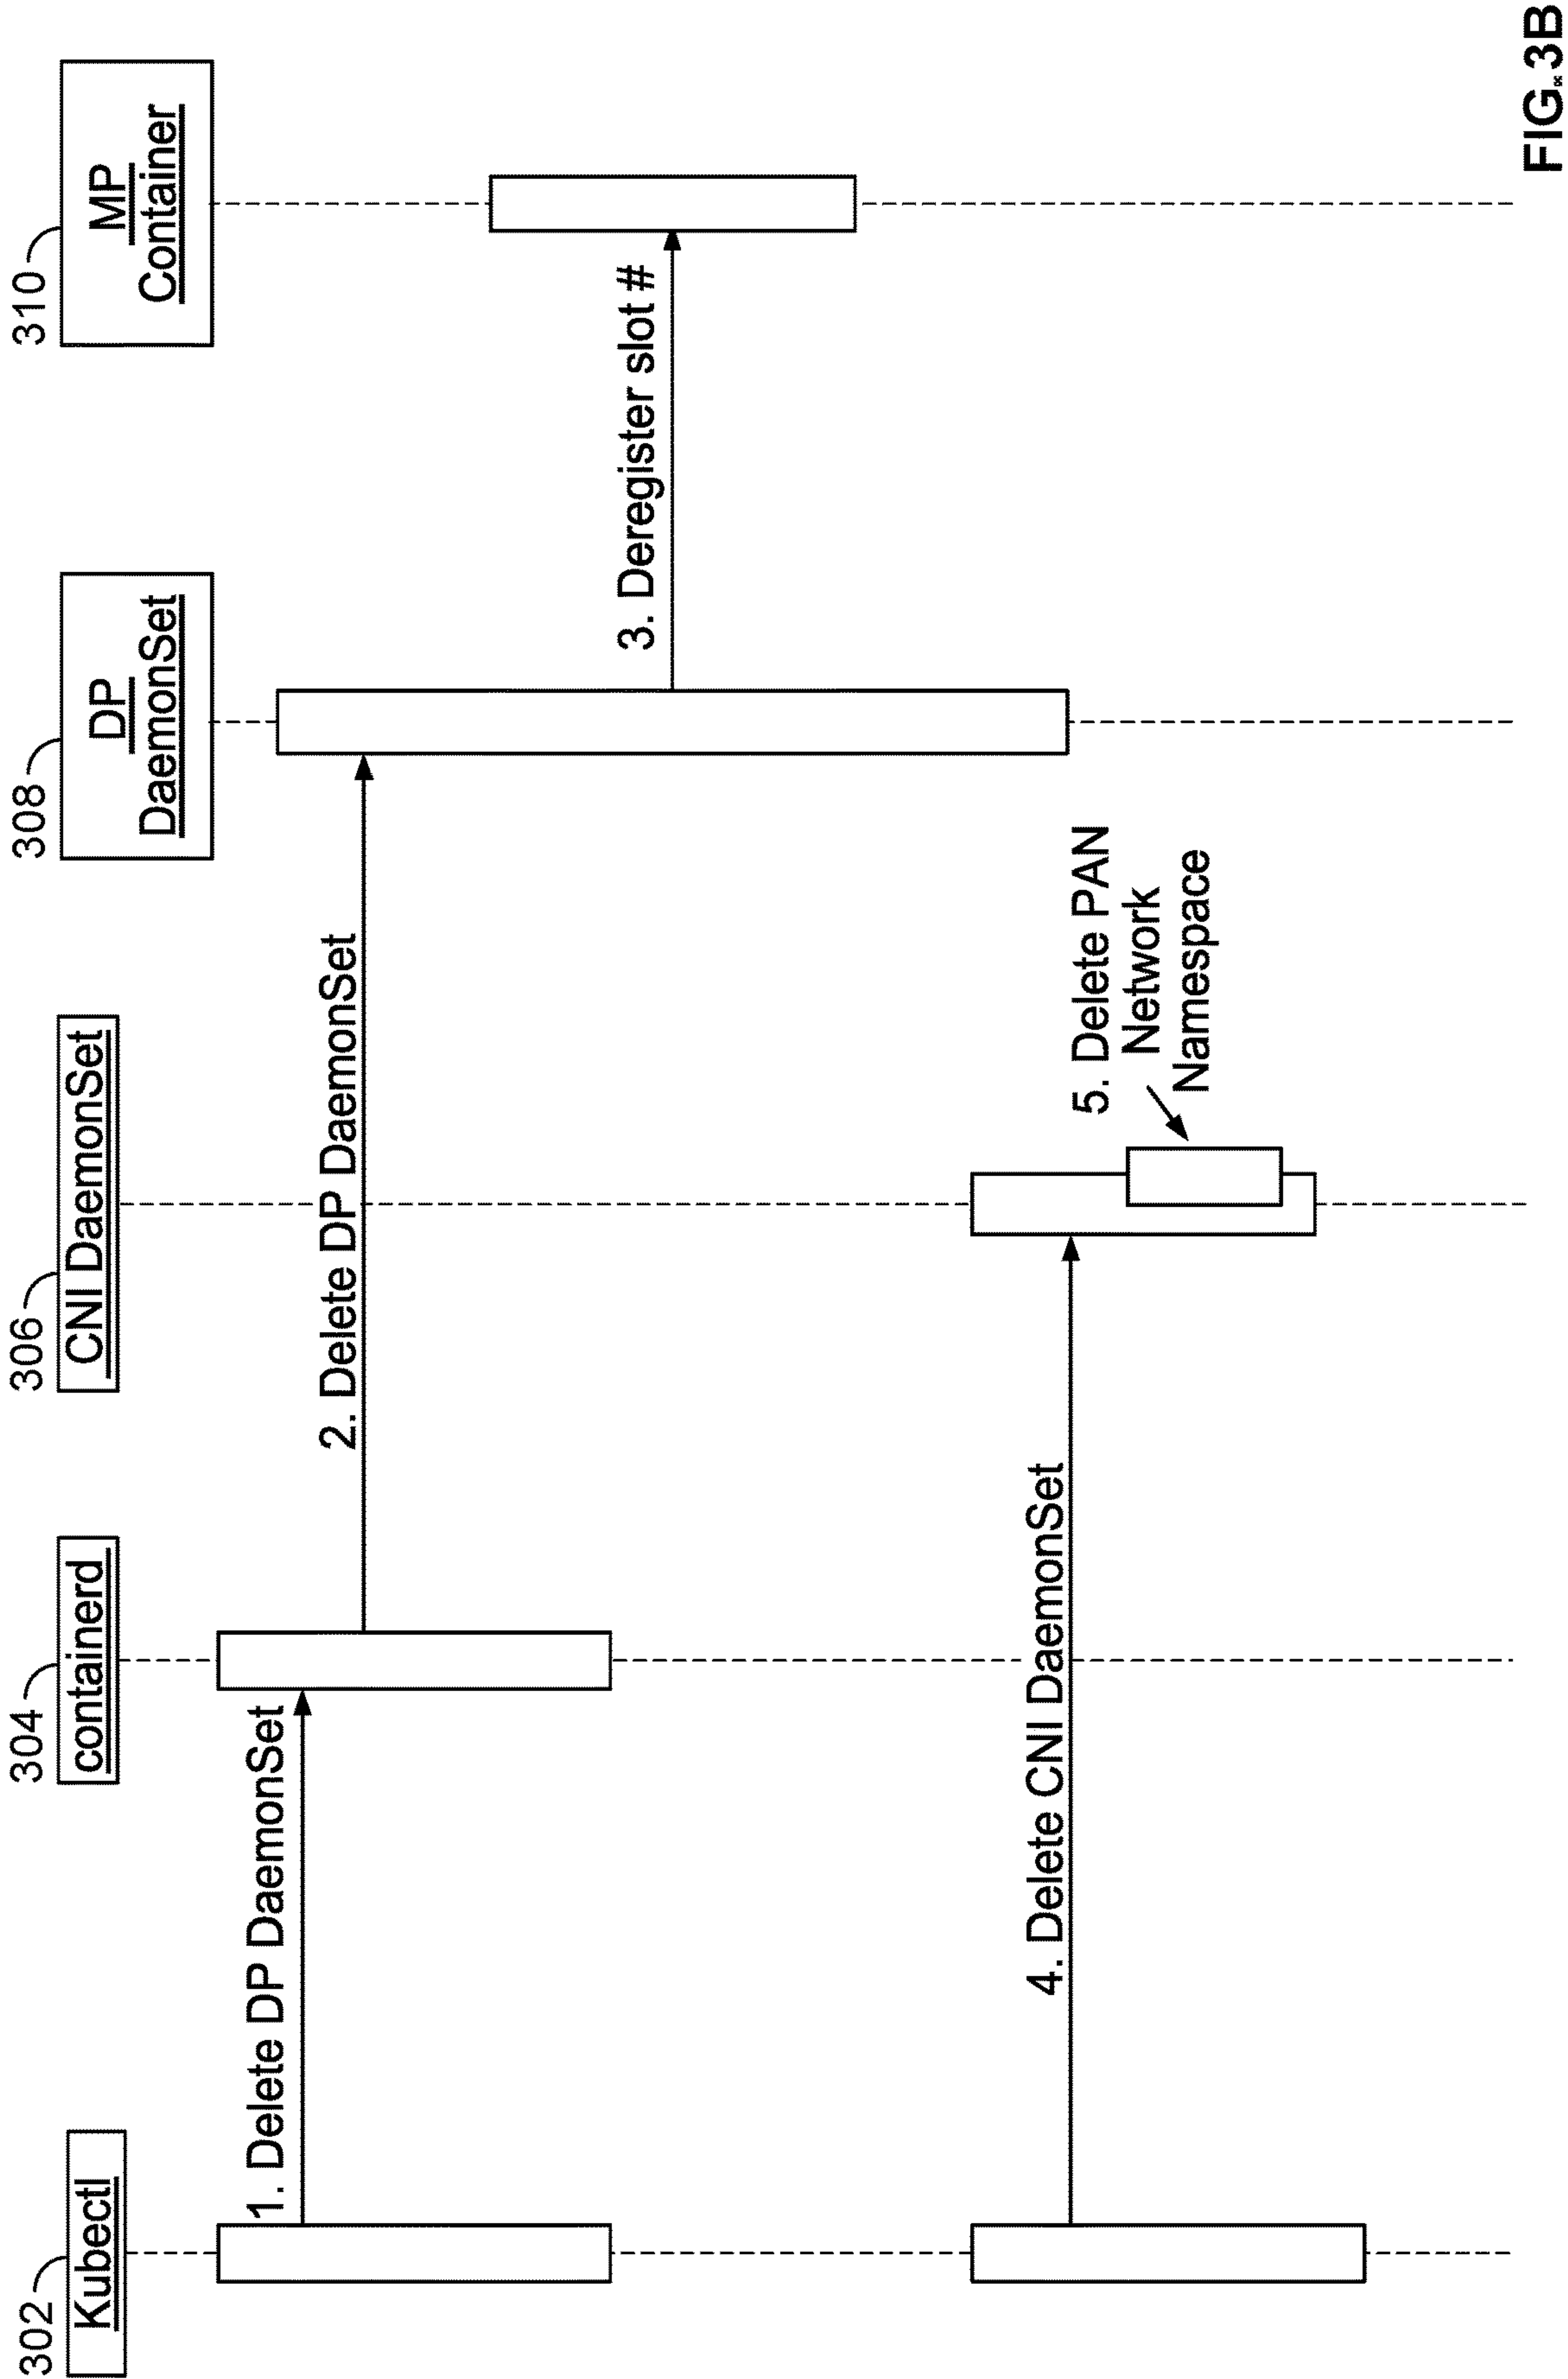 302
Kubectl
304
containerd
306
CNI DaemonSet
308
DP
DaemonSet
310
MP
Container
1. Delete DP DaemonSet
2. Delete DP DaemonSet
3. Deregister slot #
4. Delete CNI DaemonSet
5. Delete PAN
Network
Namespace
FIG. 3B